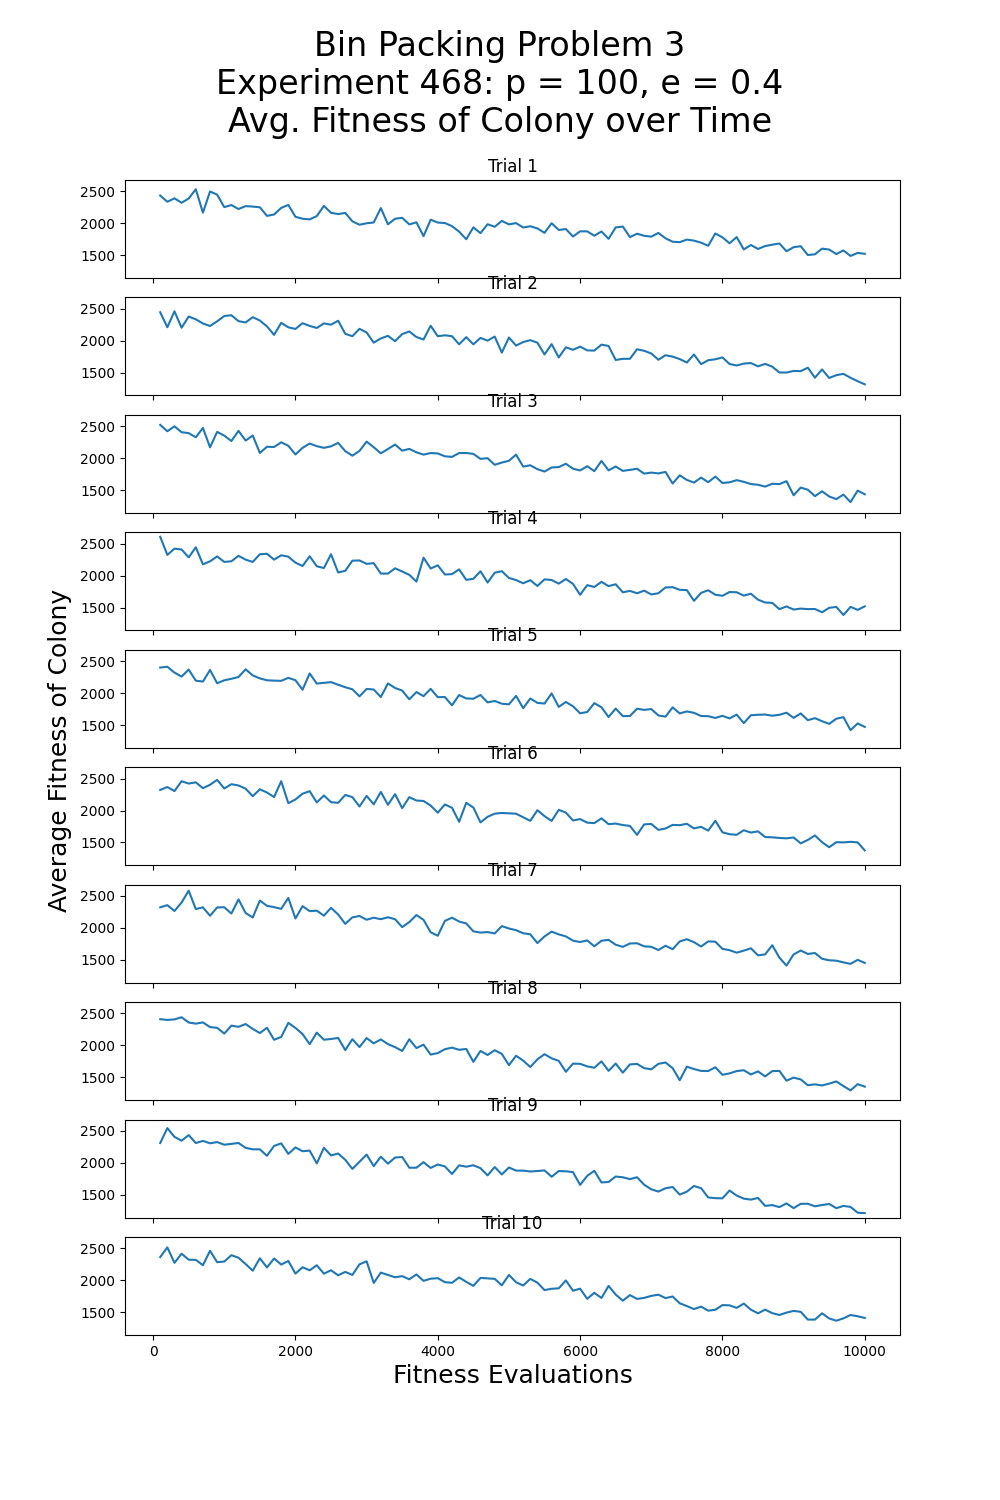 Bin Packing Problem 3
Experiment 468: p = 100, e = 0.4
Avg. Fitness of Colony over Time
Trial 1
2500
2000
1500
Trial 2
2500
2000
1500
Trial 3
2500
2000
1500
Trial 4
2500
2000
1500
Trial 5
2500
2000
1500
Trial 6
2500
2000
1500
Trial 7
2500
2000
1500
Trial 8
2500
2000
1500
Trial 9
2500
2000
1500
Trial 10
2500
2000
1500
0 2000 4000 6000 8000 10000
Fitness Evaluations
Average Fitness of Colony